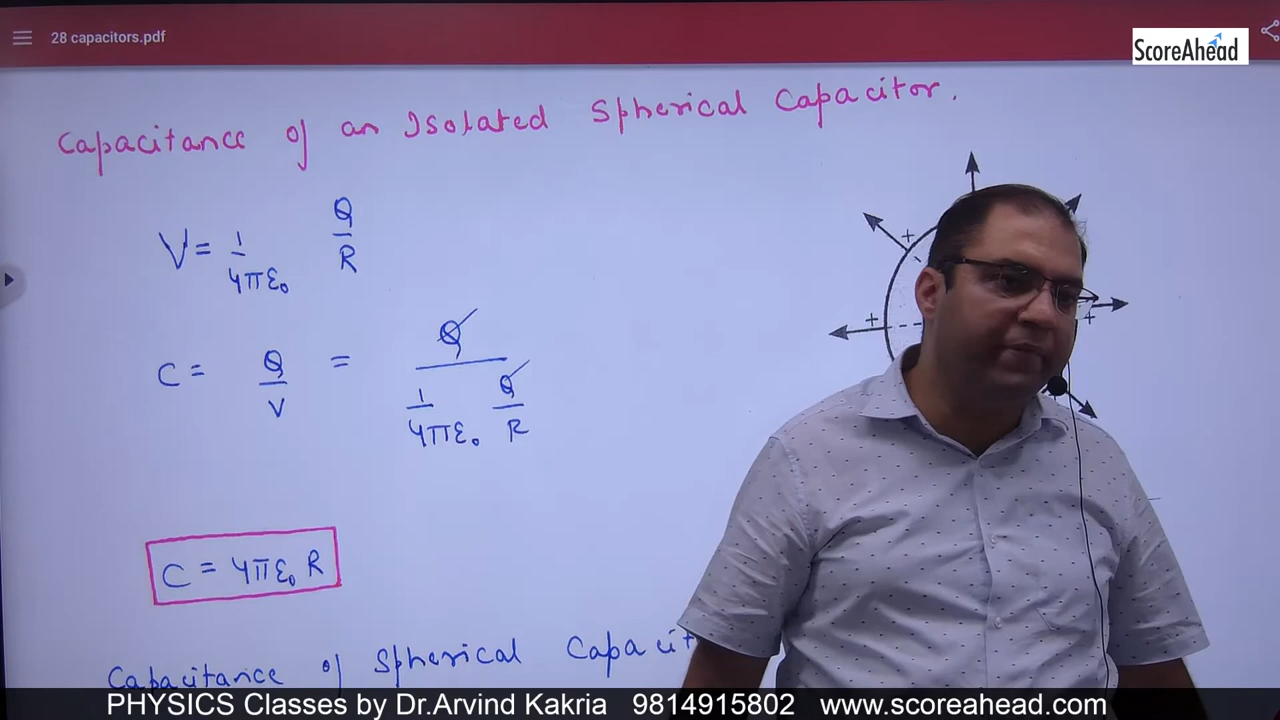 28 capacitors.pdf
ScoreAhead
Capacitance of an Isolated Spherical Capacitor.
V = 1/4πε₀ Q/R
C = Q/V = Q / (1/4πε₀ Q/R)
C = 4πε₀ R
Capacitance of Spherical Capacit
PHYSICS Classes by Dr.Arvind Kakria 9814915802 www.scoreahead.com